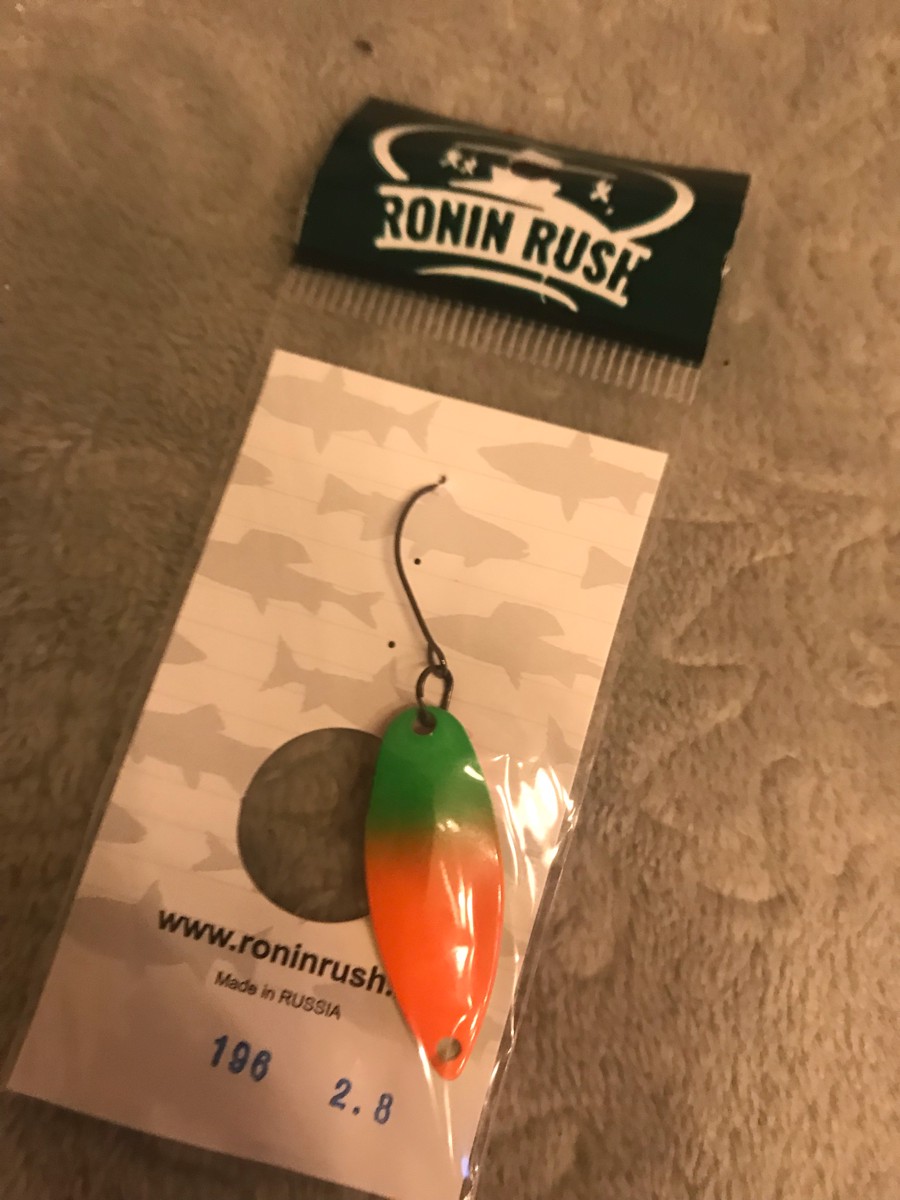 RONIN RUSH
www.roninrush.
Made in RUSSIA
196 2.8